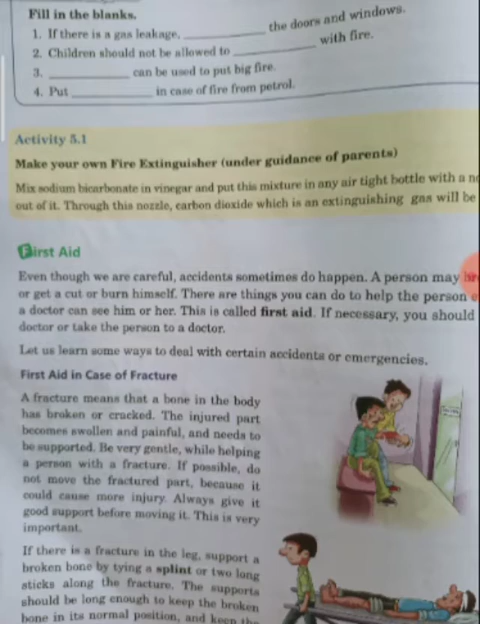 Fill in the blanks.
1. If there is a gas leakage, ____________ the doors and windows.
2. Children should not be allowed to ____________ with fire.
3. ____________ can be used to put big fire.
4. Put ____________ in case of fire from petrol.
Activity 5.1
Make your own Fire Extinguisher (under guidance of parents)
Mix sodium bicarbonate in vinegar and put this mixture in any air tight bottle with a
out of it. Through this nozzle, carbon dioxide which is an extinguishing gas will be
First Aid
Even though we are careful, accidents sometimes do happen. A person may
or get a cut or burn himself. There are things you can do to help the person
a doctor can see him or her. This is called first aid. If necessary, you should
doctor or take the person to a doctor.
Let us learn some ways to deal with certain accidents or emergencies.
First Aid in Case of Fracture
A fracture means that a bone in the body
has broken or cracked. The injured part
becomes swollen and painful, and needs to
be supported. Be very gentle, while helping
a person with a fracture. If possible, do
not move the fractured part, because it
could cause more injury. Always give it
good support before moving it. This is very
important.
If there is a fracture in the leg, support a
broken bone by tying a splint or two long
sticks along the fracture. The supports
should be long enough to keep the broken
bone in its normal position, and keep the